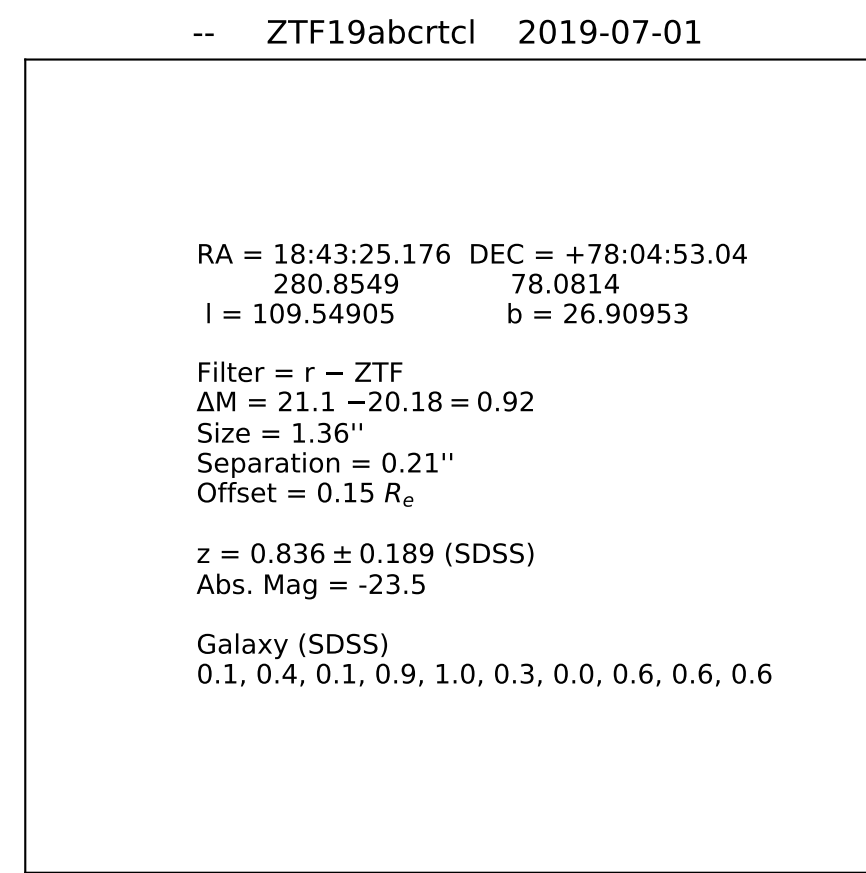 -- ZTF19abcrtcl 2019-07-01
RA = 18:43:25.176 DEC = +78:04:53.04
280.8549 78.0814
l = 109.54905 b = 26.90953
Filter = r − ZTF
ΔM = 21.1 −20.18 = 0.92
Size = 1.36''
Separation = 0.21''
Offset = 0.15 Rₑ
z = 0.836 ± 0.189 (SDSS)
Abs. Mag = -23.5
Galaxy (SDSS)
0.1, 0.4, 0.1, 0.9, 1.0, 0.3, 0.0, 0.6, 0.6, 0.6